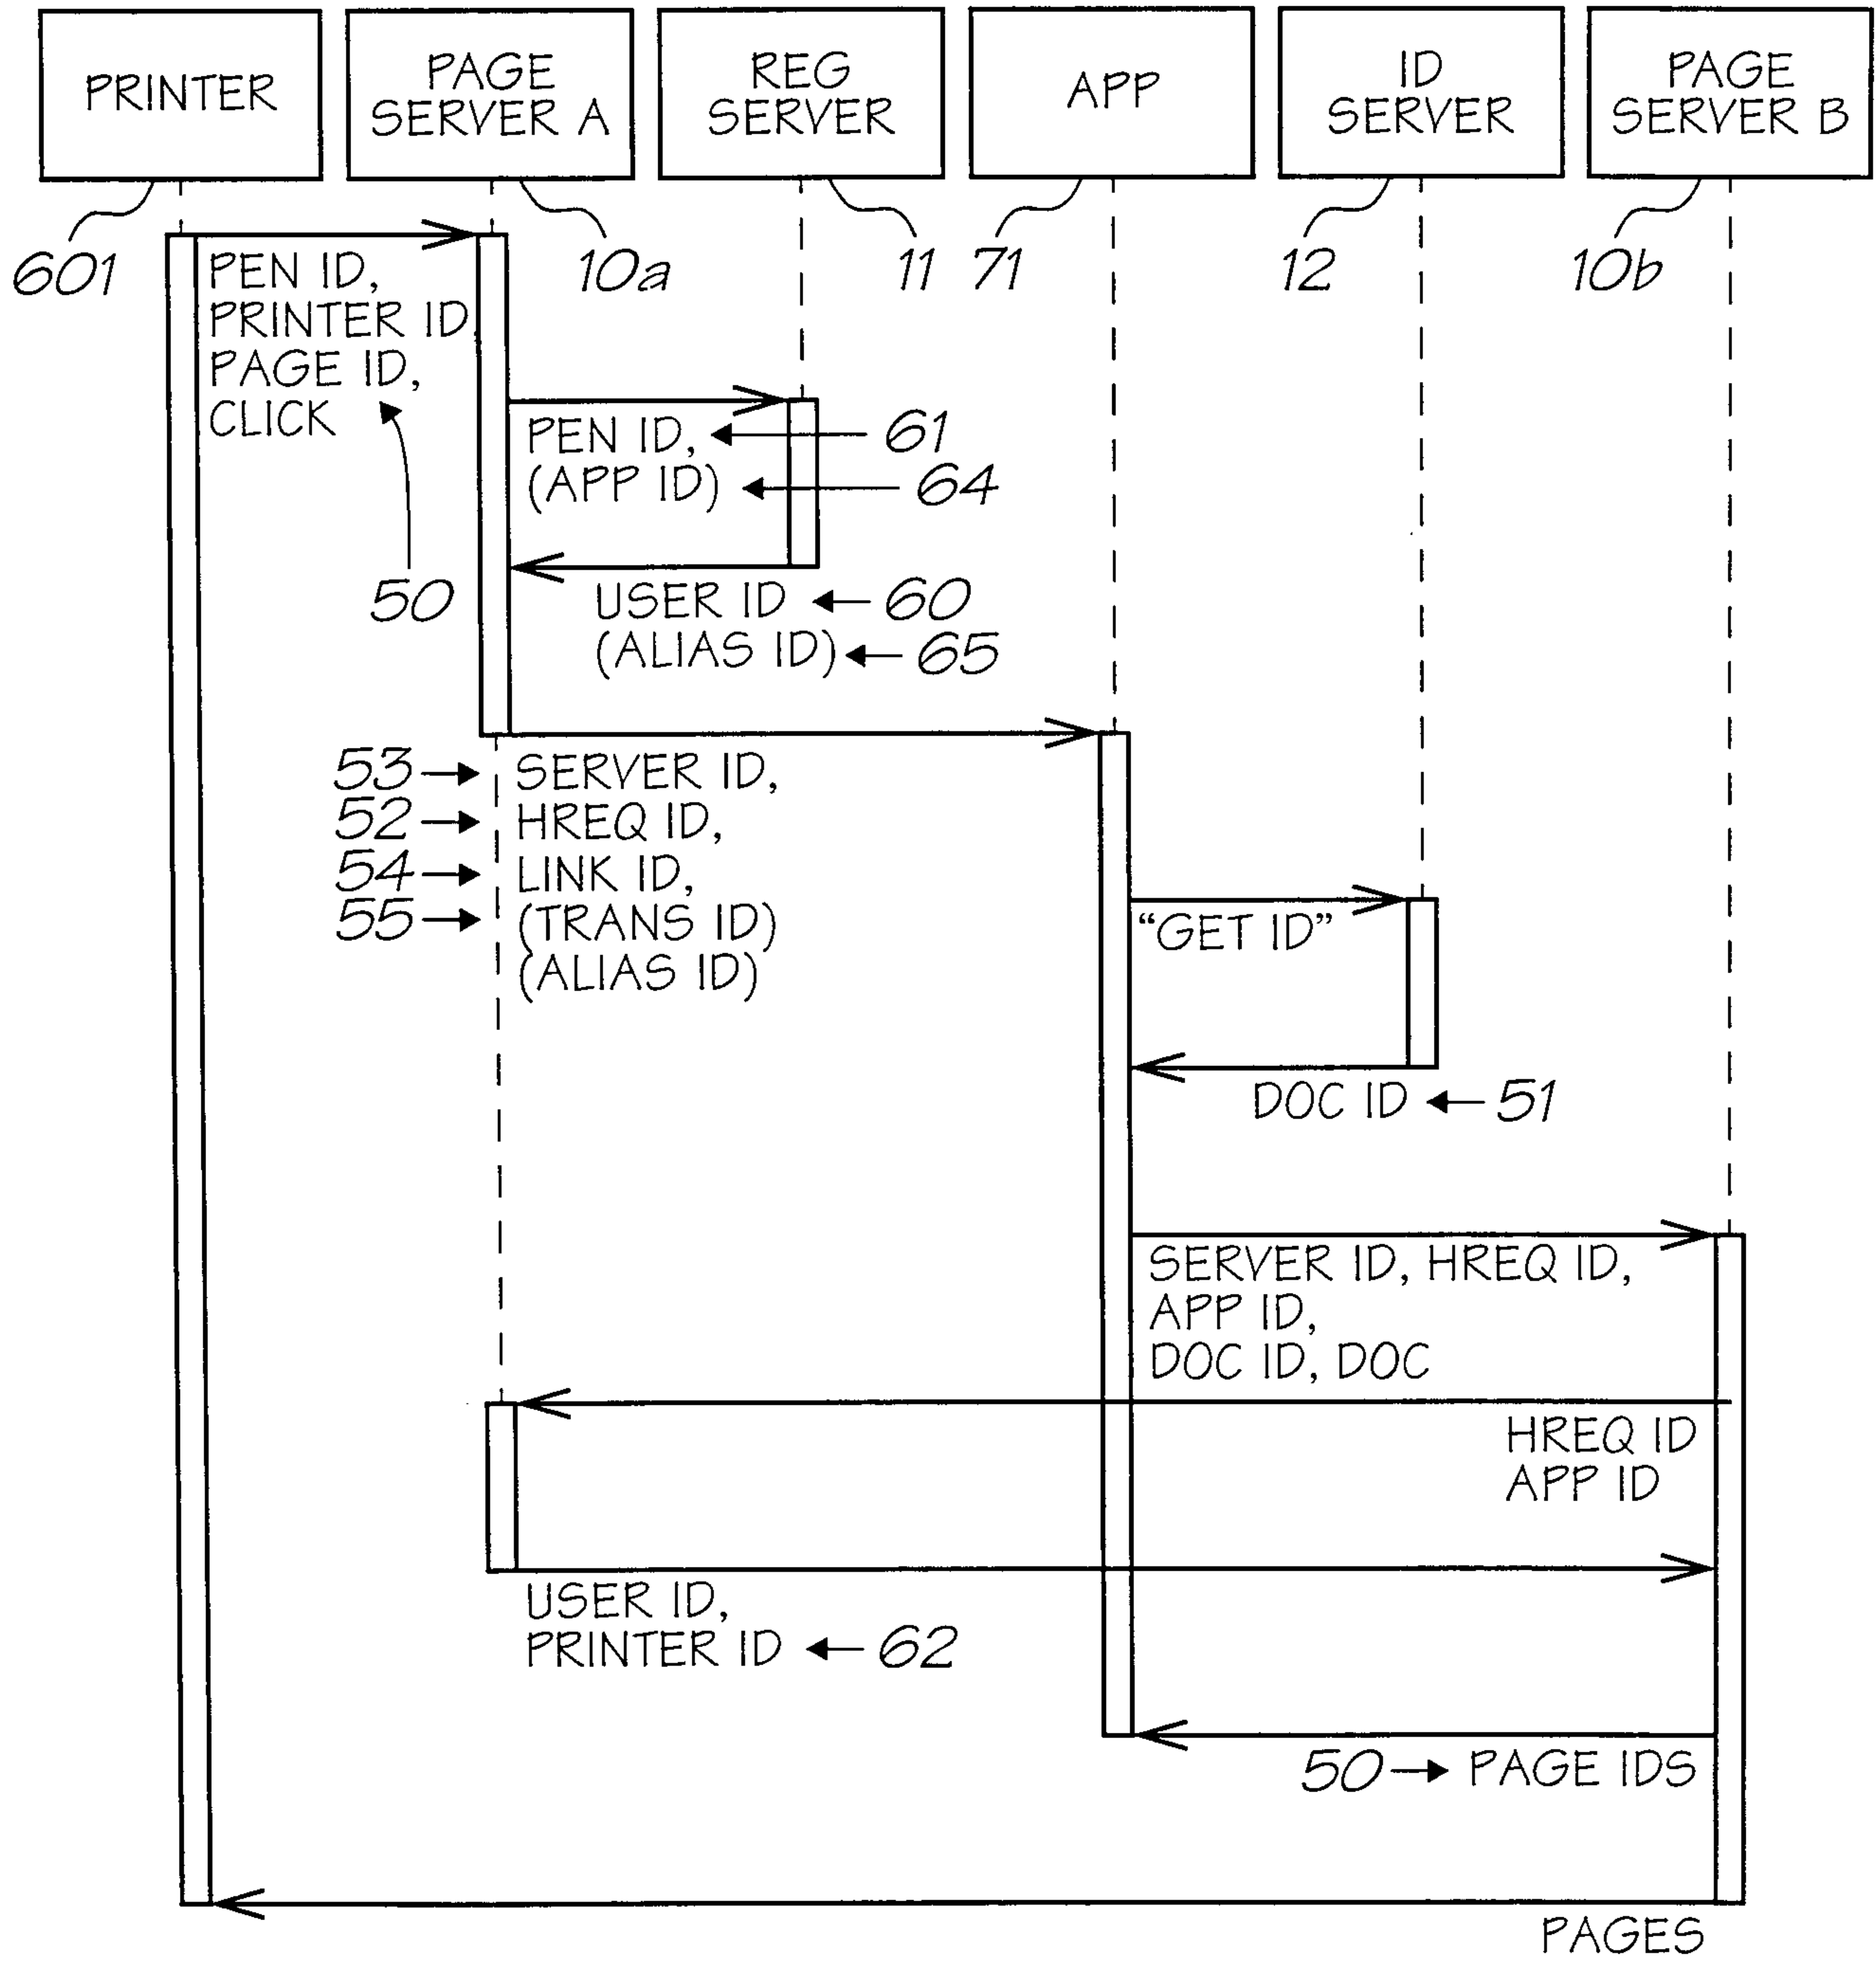 PRINTER
PAGE
SERVER A
REG
SERVER
APP
ID
SERVER
PAGE
SERVER B
601
10a
11
71
12
10b
PEN ID,
PRINTER ID
PAGE ID,
CLICK
50
PEN ID,
61
(APP ID)
64
USER ID
60
(ALIAS ID)
65
53
SERVER ID,
52
HREQ ID,
54
LINK ID,
55
(TRANS ID)
(ALIAS ID)
“GET ID”
DOC ID
51
SERVER ID, HREQ ID,
APP ID,
DOC ID, DOC
HREQ ID
APP ID
USER ID,
PRINTER ID
62
50
PAGE IDS
PAGES